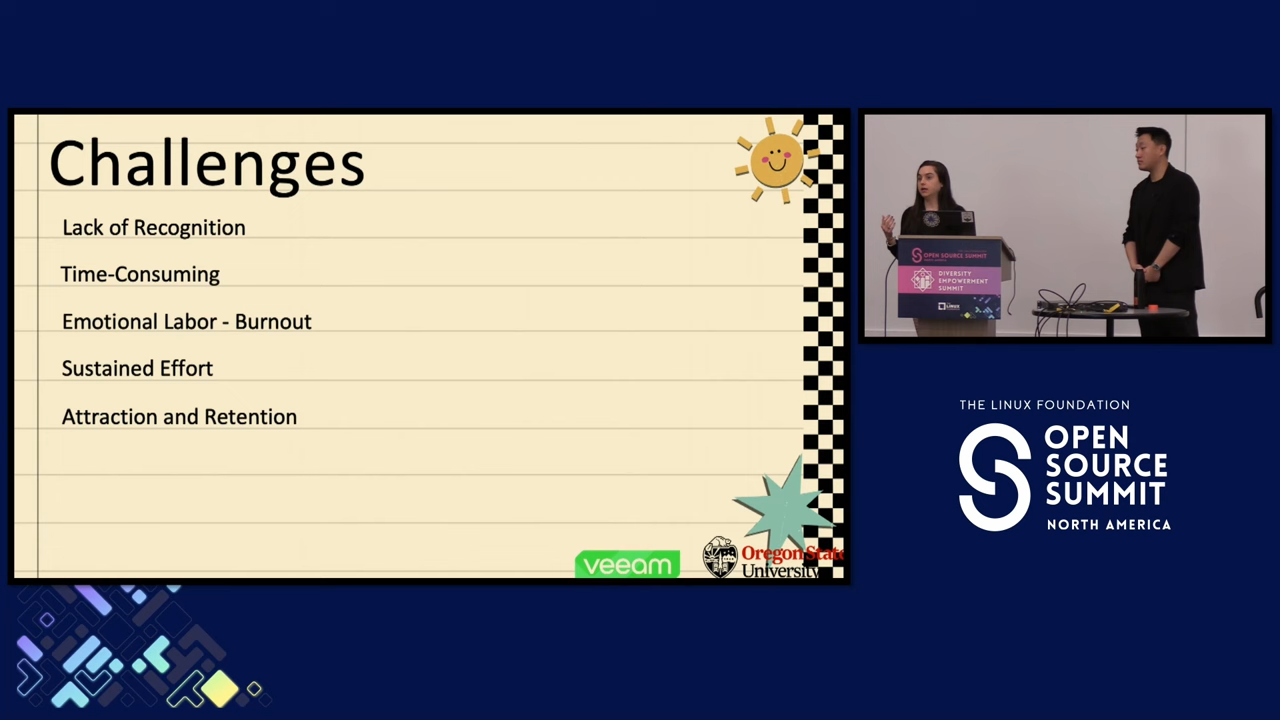 Challenges
Lack of Recognition
Time-Consuming
Emotional Labor - Burnout
Sustained Effort
Attraction and Retention
veeam
Oregon State
University
OPEN SOURCE SUMMIT
DIVERSITY
EMPOWERMENT
SUMMIT
LINUX
THE LINUX FOUNDATION
OPEN
SOURCE
SUMMIT
NORTH AMERICA